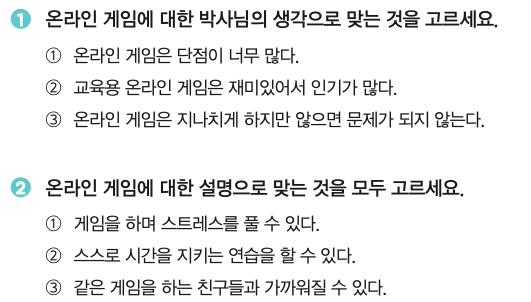 1 온라인 게임에 대한 박사님의 생각으로 맞는 것을 고르세요.
① 온라인 게임은 단점이 너무 많다.
② 교육용 온라인 게임은 재미있어서 인기가 많다.
③ 온라인 게임은 지나치게 하지만 않으면 문제가 되지 않는다.
2 온라인 게임에 대한 설명으로 맞는 것을 모두 고르세요.
① 게임을 하며 스트레스를 풀 수 있다.
② 스스로 시간을 지키는 연습을 할 수 있다.
③ 같은 게임을 하는 친구들과 가까워질 수 있다.